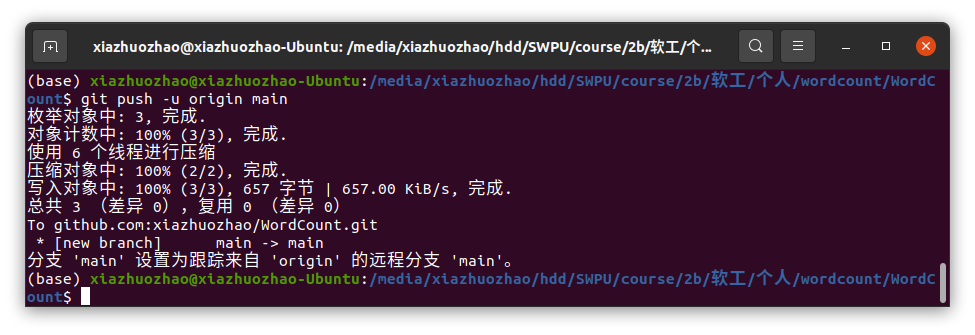 xiazhuozhao@xiazhuozhao-Ubuntu: /media/xiazhuozhao/hdd/SWPU/course/2b/软工/个...
(base) xiazhuozhao@xiazhuozhao-Ubuntu:/media/xiazhuozhao/hdd/SWPU/course/2b/软工/个人/wordcount/WordC
ount$ git push -u origin main
枚举对象中: 3, 完成.
对象计数中: 100% (3/3), 完成.
使用 6 个线程进行压缩
压缩对象中: 100% (2/2), 完成.
写入对象中: 100% (3/3), 657 字节 | 657.00 KiB/s, 完成.
总共 3 （差异 0），复用 0 （差异 0）
To github.com:xiazhuozhao/WordCount.git
 * [new branch]      main -> main
分支 'main' 设置为跟踪来自 'origin' 的远程分支 'main'。
(base) xiazhuozhao@xiazhuozhao-Ubuntu:/media/xiazhuozhao/hdd/SWPU/course/2b/软工/个人/wordcount/WordC
ount$